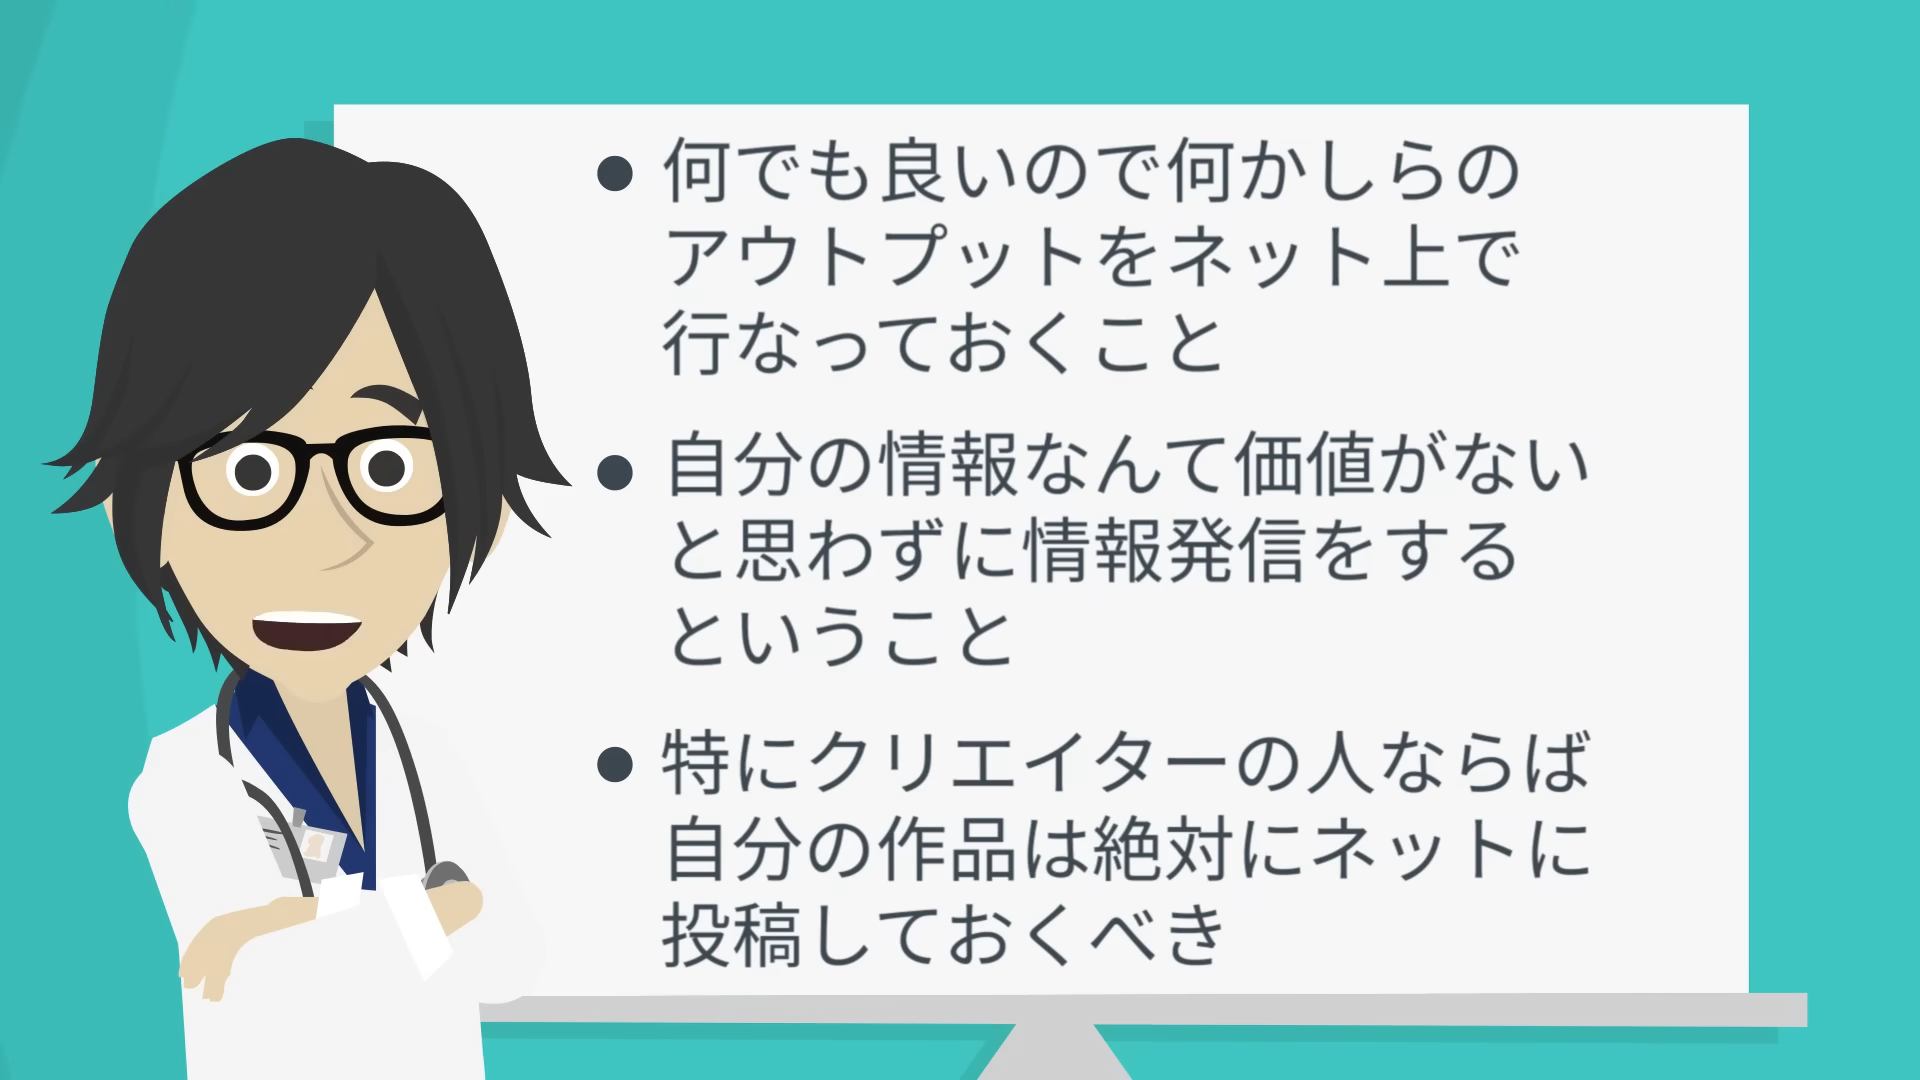 ● 何でも良いので何かしらの
アウトプットをネット上で
行なっておくこと
● 自分の情報なんて価値がない
と思わずに情報発信をする
ということ
● 特にクリエイターの人ならば
自分の作品は絶対にネットに
投稿しておくべき